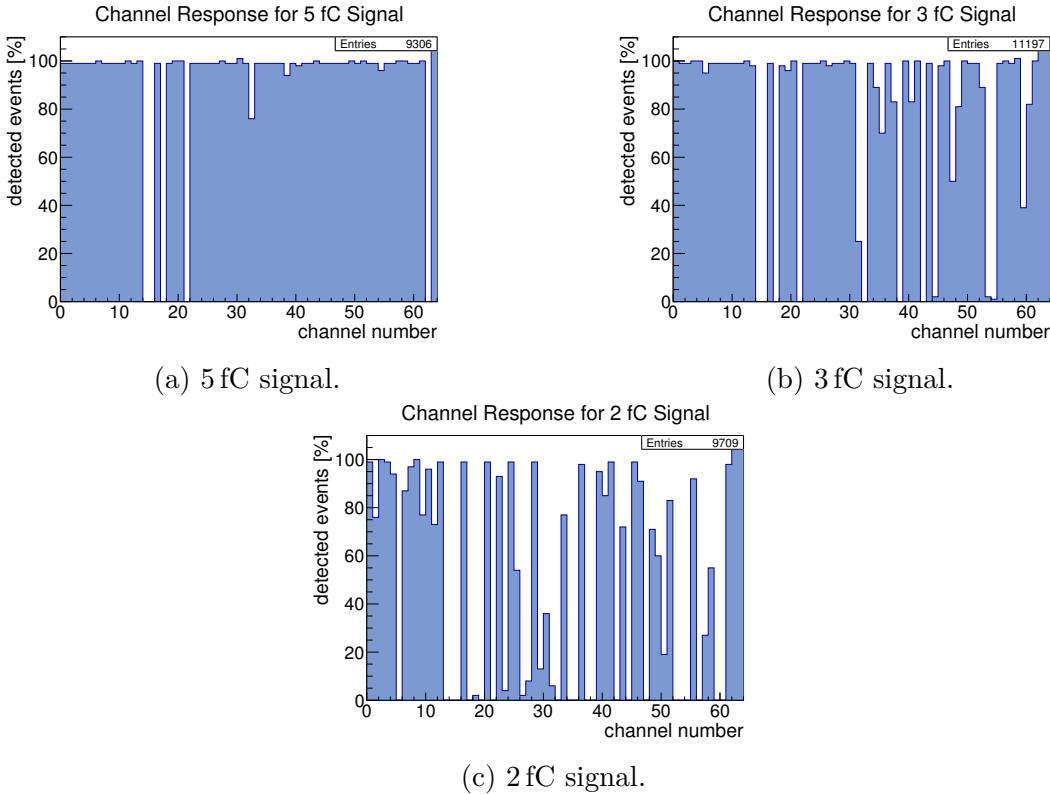 Channel Response for 5 fC Signal
Entries 9306
detected events [%]
100
80
60
40
20
0
0 10 20 30 40 50 60
channel number
(a) 5 fC signal.
Channel Response for 3 fC Signal
Entries 11197
detected events [%]
100
80
60
40
20
0
0 10 20 30 40 50 60
channel number
(b) 3 fC signal.
Channel Response for 2 fC Signal
Entries 9709
detected events [%]
100
80
60
40
20
0
0 10 20 30 40 50 60
channel number
(c) 2 fC signal.